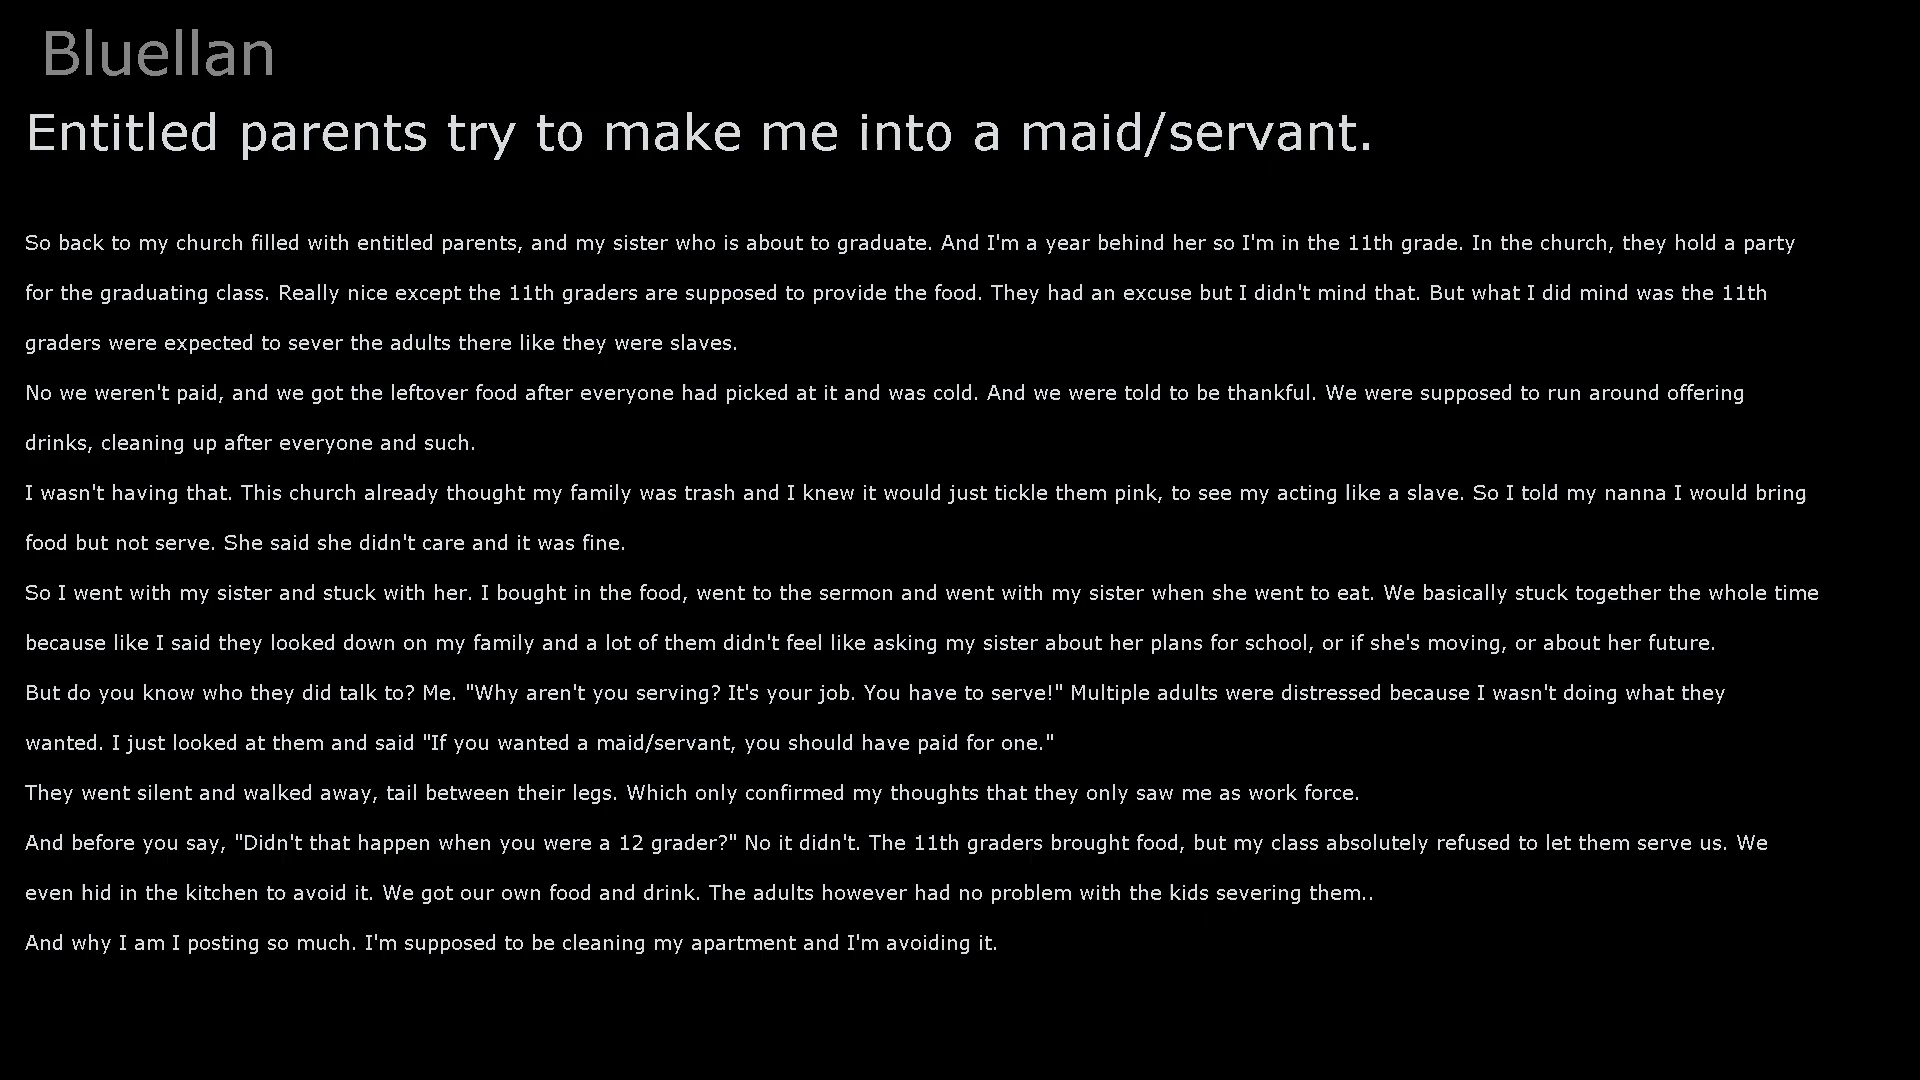 Bluellan
Entitled parents try to make me into a maid/servant.
So back to my church filled with entitled parents, and my sister who is about to graduate. And I'm a year behind her so I'm in the 11th grade. In the church, they hold a party
for the graduating class. Really nice except the 11th graders are supposed to provide the food. They had an excuse but I didn't mind that. But what I did mind was the 11th
graders were expected to sever the adults there like they were slaves.
No we weren't paid, and we got the leftover food after everyone had picked at it and was cold. And we were told to be thankful. We were supposed to run around offering
drinks, cleaning up after everyone and such.
I wasn't having that. This church already thought my family was trash and I knew it would just tickle them pink, to see my acting like a slave. So I told my nanna I would bring
food but not serve. She said she didn't care and it was fine.
So I went with my sister and stuck with her. I bought in the food, went to the sermon and went with my sister when she went to eat. We basically stuck together the whole time
because like I said they looked down on my family and a lot of them didn't feel like asking my sister about her plans for school, or if she's moving, or about her future.
But do you know who they did talk to? Me. "Why aren't you serving? It's your job. You have to serve!" Multiple adults were distressed because I wasn't doing what they
wanted. I just looked at them and said "If you wanted a maid/servant, you should have paid for one."
They went silent and walked away, tail between their legs. Which only confirmed my thoughts that they only saw me as work force.
And before you say, "Didn't that happen when you were a 12 grader?" No it didn't. The 11th graders brought food, but my class absolutely refused to let them serve us. We
even hid in the kitchen to avoid it. We got our own food and drink. The adults however had no problem with the kids severing them..
And why I am I posting so much. I'm supposed to be cleaning my apartment and I'm avoiding it.